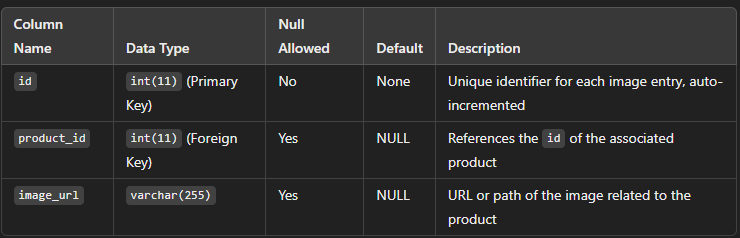 Column Name | Data Type | Null Allowed | Default | Description
id | int(11) (Primary Key) | No | None | Unique identifier for each image entry, auto-incremented
product_id | int(11) (Foreign Key) | Yes | NULL | References the id of the associated product
image_url | varchar(255) | Yes | NULL | URL or path of the image related to the product